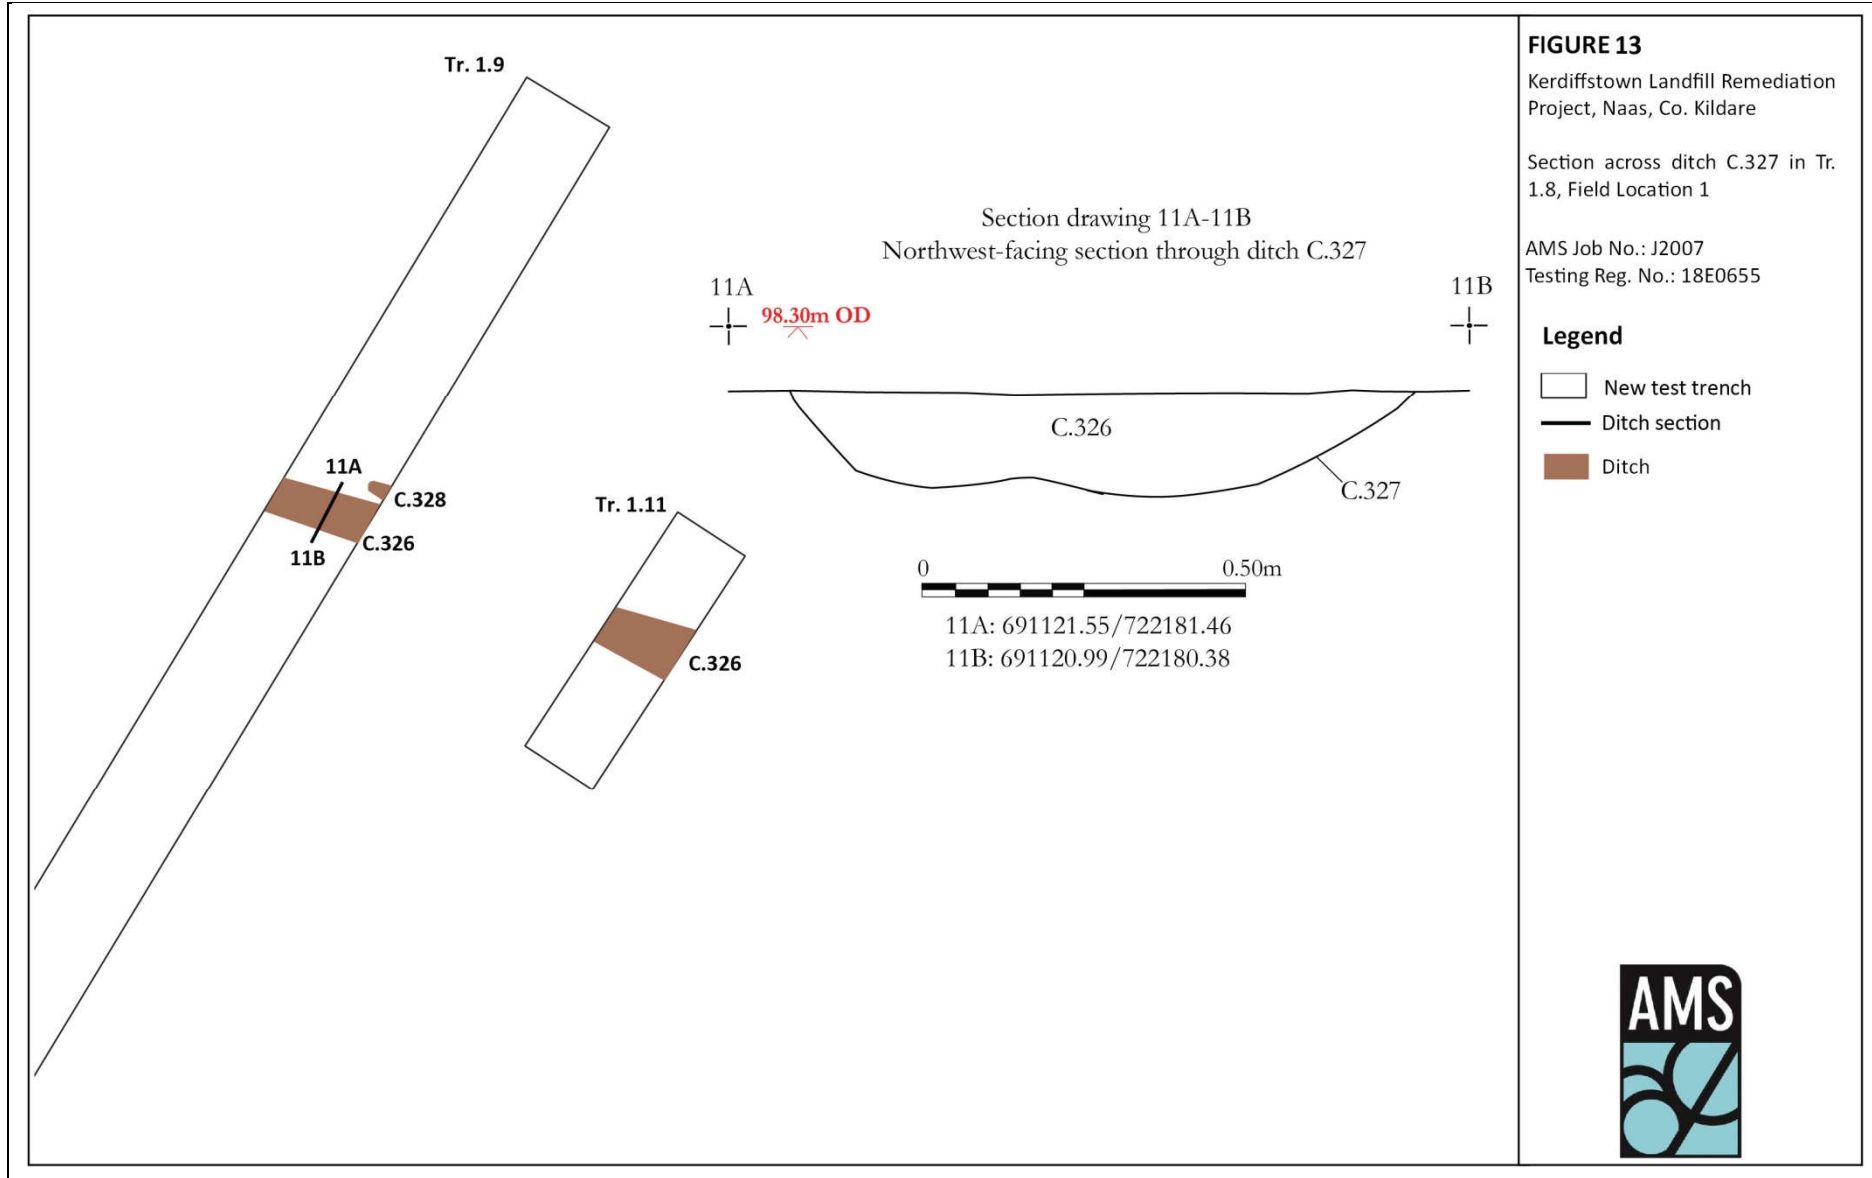 Tr. 1.9
11A
C.328
C.326
11B
Tr. 1.11
C.326
Section drawing 11A-11B
Northwest-facing section through ditch C.327
11A
98.30m OD
11B
C.326
C.327
0
0.50m
11A: 691121.55/722181.46
11B: 691120.99/722180.38
FIGURE 13
Kerdiffstown Landfill Remediation
Project, Naas, Co. Kildare
Section across ditch C.327 in Tr.
1.8, Field Location 1
AMS Job No.: J2007
Testing Reg. No.: 18E0655
Legend
New test trench
Ditch section
Ditch
AMS